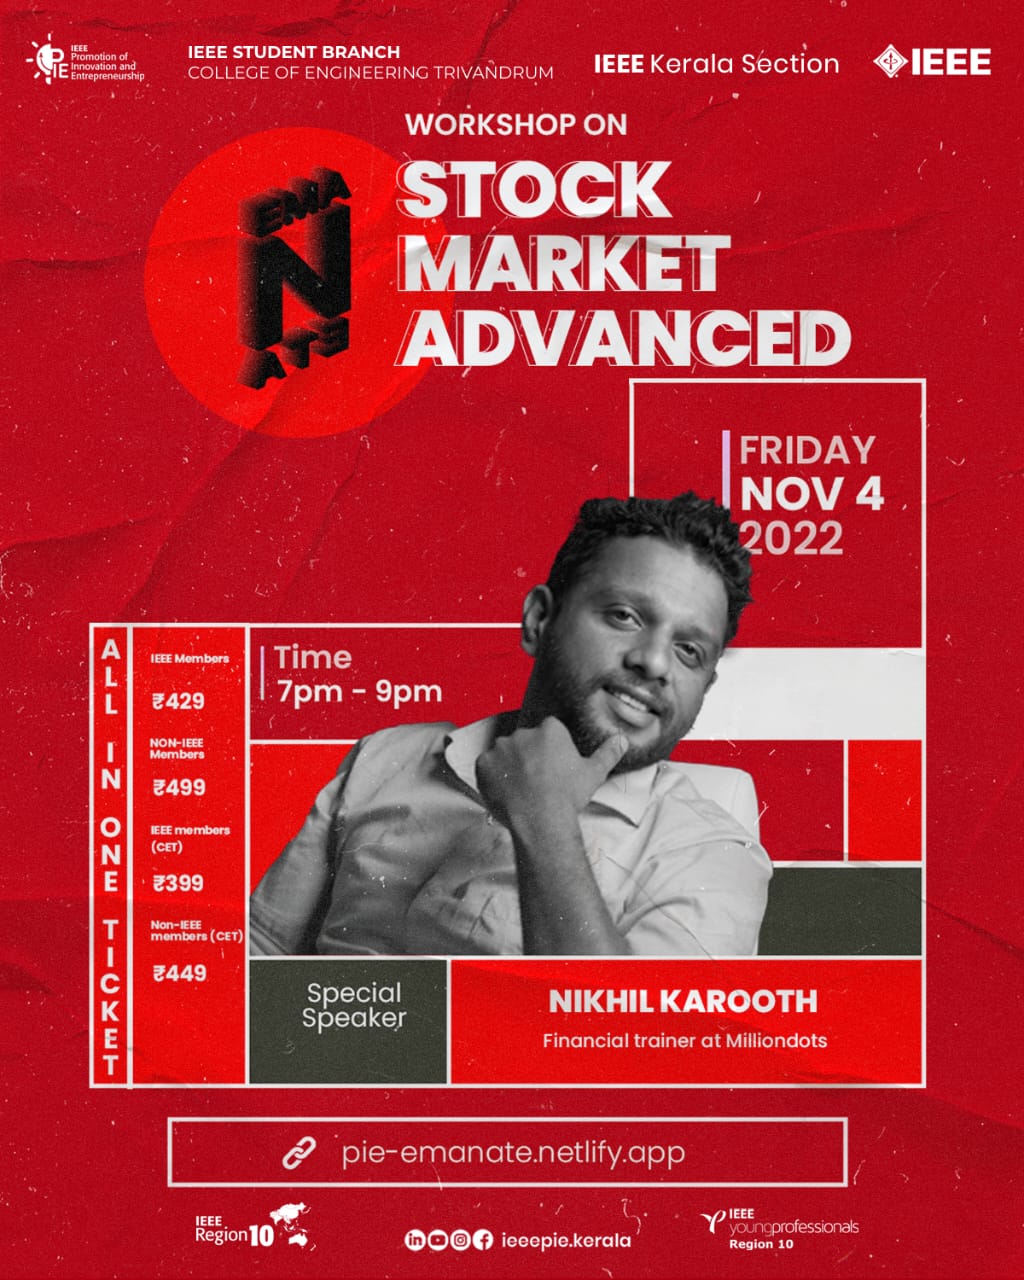 IEEE
Promotion of
Innovation and
Entrepreneurship
PIE
IEEE STUDENT BRANCH
COLLEGE OF ENGINEERING TRIVANDRUM
IEEE Kerala Section
IEEE
WORKSHOP ON
STOCK
MARKET
ADVANCED
EMA
N
ATE
FRIDAY
NOV 4
2022
ALL IN ONE TICKET
IEEE Members
₹429
NON-IEEE
Members
₹499
IEEE members
(CET)
₹399
Non-IEEE
members (CET)
₹449
Time
7pm - 9pm
Special
Speaker
NIKHIL KAROOTH
Financial trainer at Milliondots
pie-emanate.netlify.app
IEEE
Region 10
in
ieeepie.kerala
IEEE
youngprofessionals
Region 10